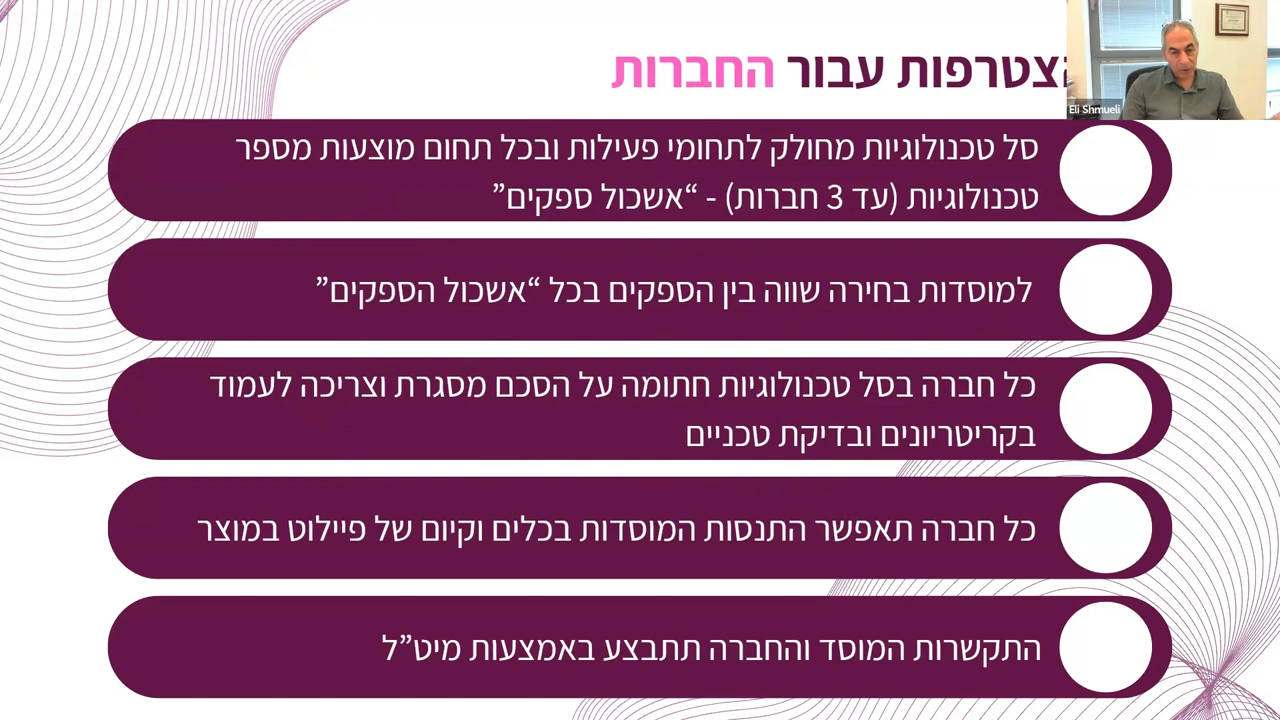 הצטרפות עבור החברות
Eli Shmueli
סל טכנולוגיות מחולק לתחומי פעילות ובכל תחום מוצעות מספר
טכנולוגיות (עד 3 חברות) - “אשכול ספקים”
למוסדות בחירה שווה בין הספקים בכל “אשכול הספקים”
כל חברה בסל טכנולוגיות חתומה על הסכם מסגרת וצריכה לעמוד
בקריטריונים ובדיקת טכניים
כל חברה תאפשר התנסות המוסדות בכלים וקיום של פיילוט במוצר
התקשרות המוסד והחברה תתבצע באמצעות מיט”ל